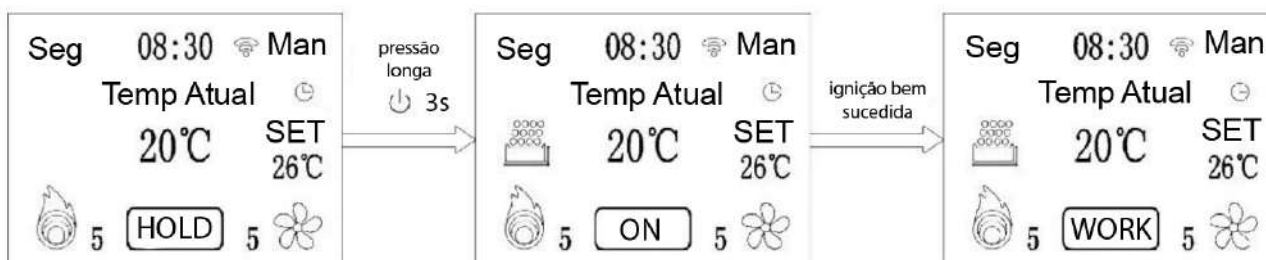 Seg 08:30 Man
Temp Atual
20℃ SET
26℃
5 HOLD 5
pressão
longa
3s
Seg 08:30 Man
Temp Atual
20℃ SET
26℃
5 ON 5
ignição bem
sucedida
Seg 08:30 Man
Temp Atual
20℃ SET
26℃
5 WORK 5